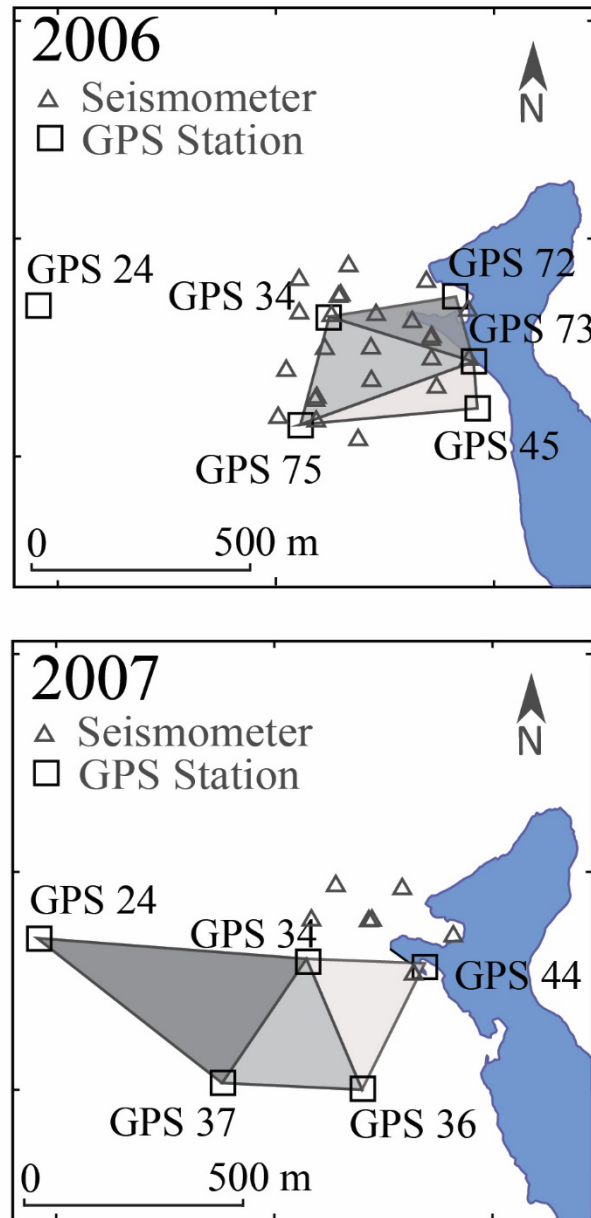 2006
Seismometer
GPS Station
N
GPS 24
GPS 72
GPS 34
GPS 73
GPS 45
GPS 75
0 500 m
2007
Seismometer
GPS Station
N
GPS 24
GPS 34
GPS 44
GPS 37
GPS 36
0 500 m